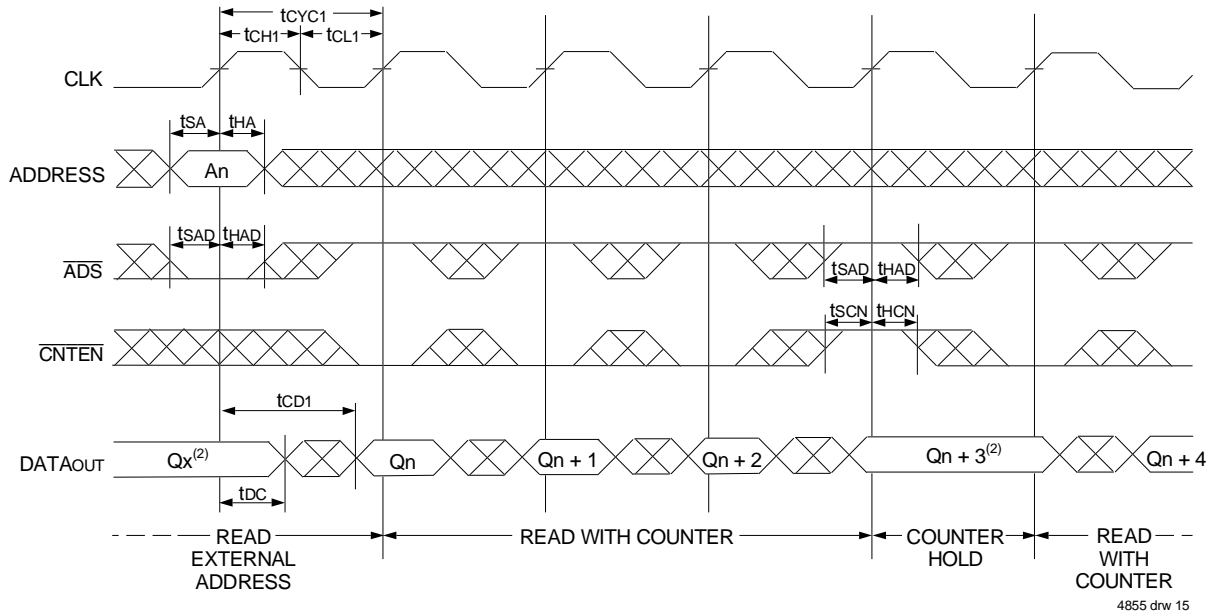 tCYC1
tCH1 tCL1
CLK
tSA tHA
ADDRESS An
tSAD tHAD
ADS tSAD tHAD
tSCN tHCN
CNTEN
tCD1
DATAOUT Qx(2) Qn Qn + 1 Qn + 2 Qn + 3(2) Qn + 4
tDC
READ EXTERNAL ADDRESS
READ WITH COUNTER
COUNTER HOLD
READ WITH COUNTER
4855 drw 15